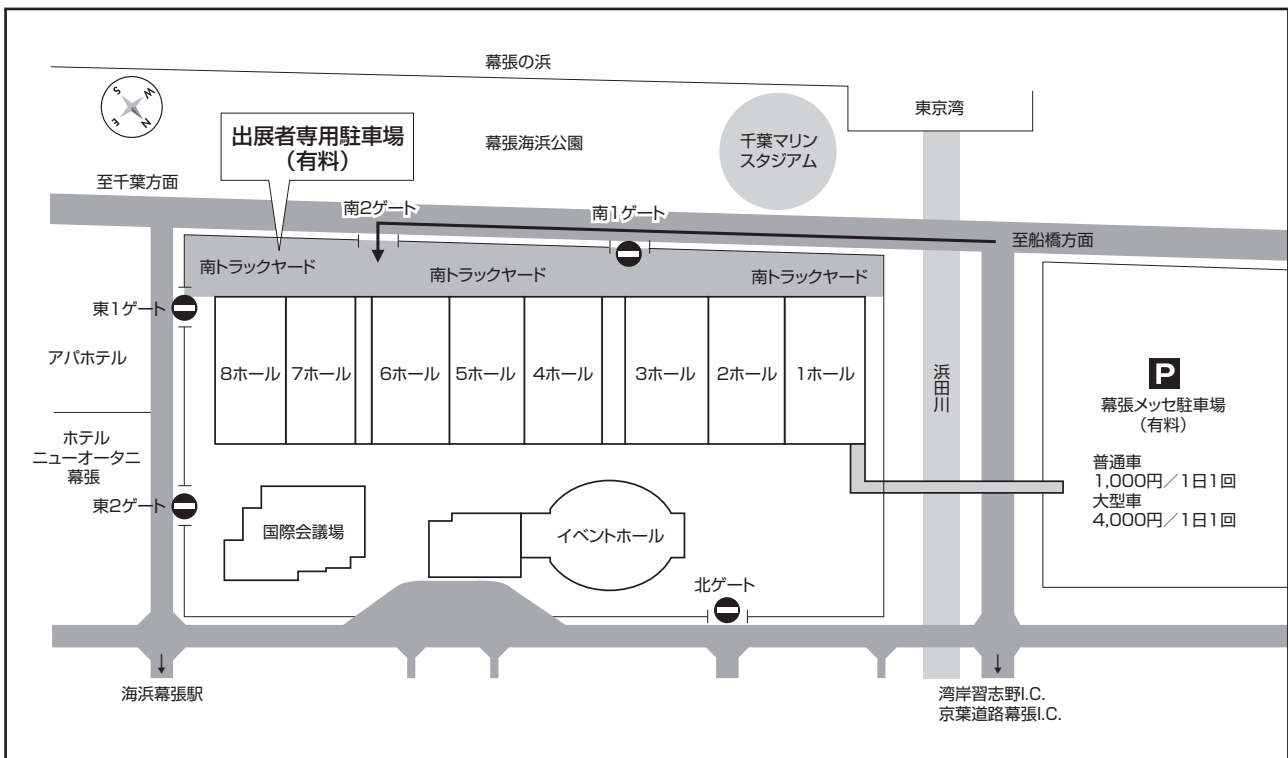 幕張の浜
S
W
E
N
東京湾
出展者専用駐車場
（有料）
幕張海浜公園
千葉マリン
スタジアム
至千葉方面
南2ゲート
南1ゲート
至船橋方面
南トラックヤード
南トラックヤード
南トラックヤード
東1ゲート
アパホテル
8ホール
7ホール
6ホール
5ホール
4ホール
3ホール
2ホール
1ホール
浜田川
P
幕張メッセ駐車場
（有料）
普通車
1,000円／1日1回
大型車
4,000円／1日1回
ホテル
ニューオータニ
幕張
東2ゲート
国際会議場
イベントホール
北ゲート
海浜幕張駅
湾岸習志野I.C.
京葉道路幕張I.C.